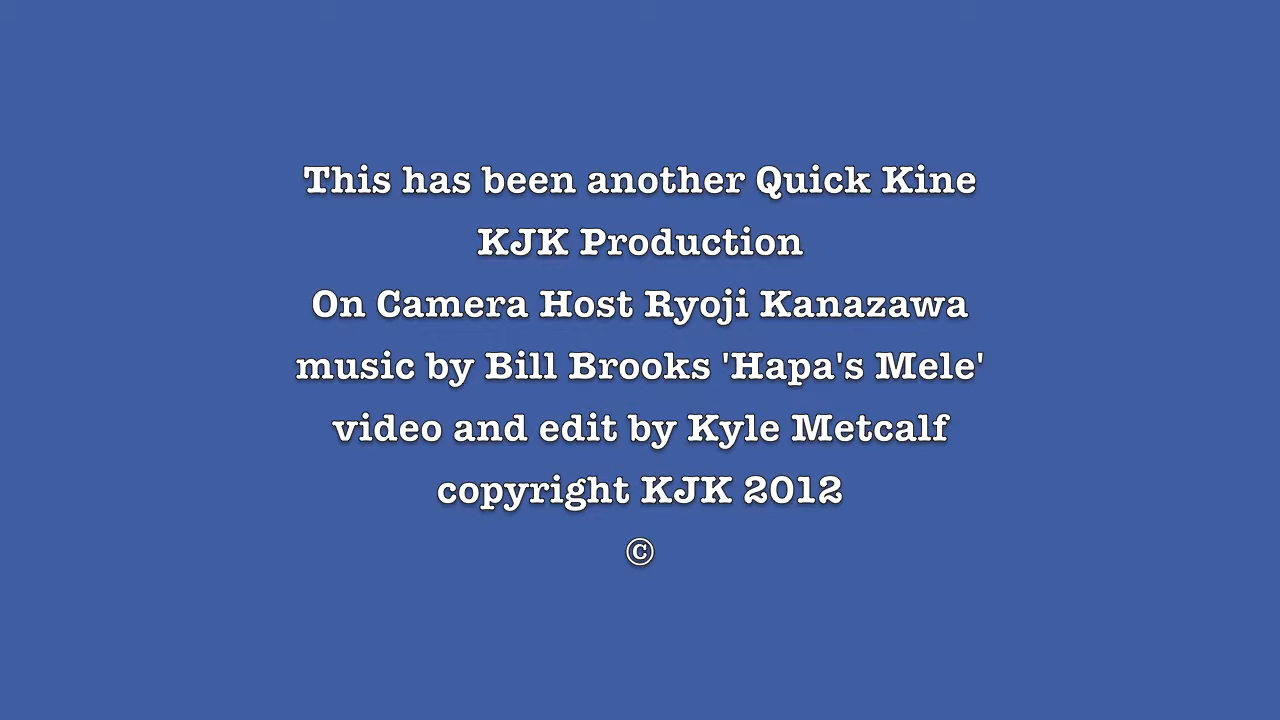 This has been another Quick Kine
KJK Production
On Camera Host Ryoji Kanazawa
music by Bill Brooks 'Hapa's Mele'
video and edit by Kyle Metcalf
copyright KJK 2012
©